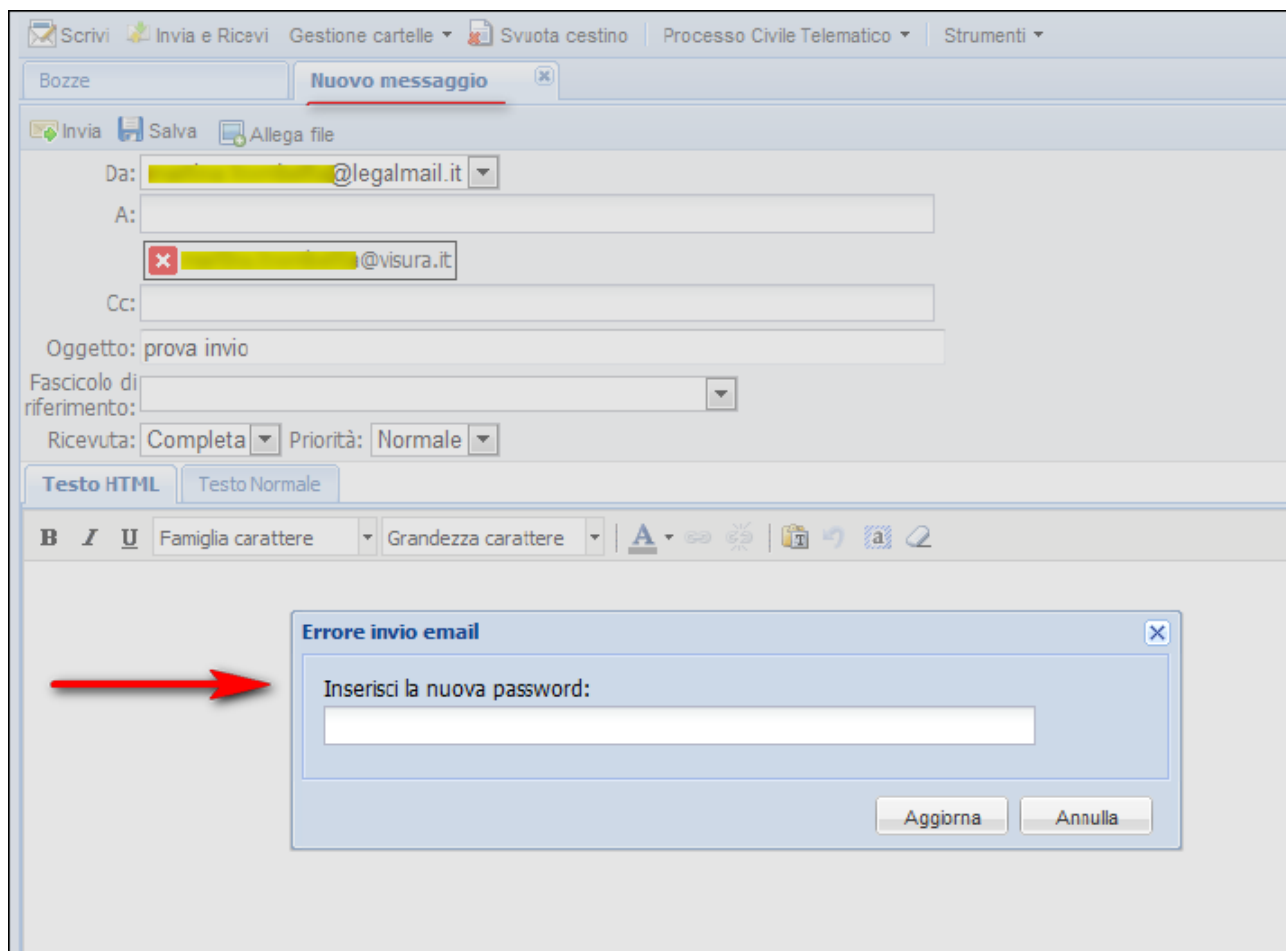 Scrivi Invia e Ricevi Gestione cartelle Svuota cestino Processo Civile Telematico Strumenti
Bozze Nuovo messaggio
Invia Salva Allega file
Da: @legalmail.it
A:
@visura.it
Cc:
Oggetto: prova invio
Fascicolo di
riferimento:
Ricevuta: Completa Priorità: Normale
Testo HTML Testo Normale
B I U Famiglia carattere Grandezza carattere A T a
Errore invio email
Inserisci la nuova password:
Aggiorna Annulla